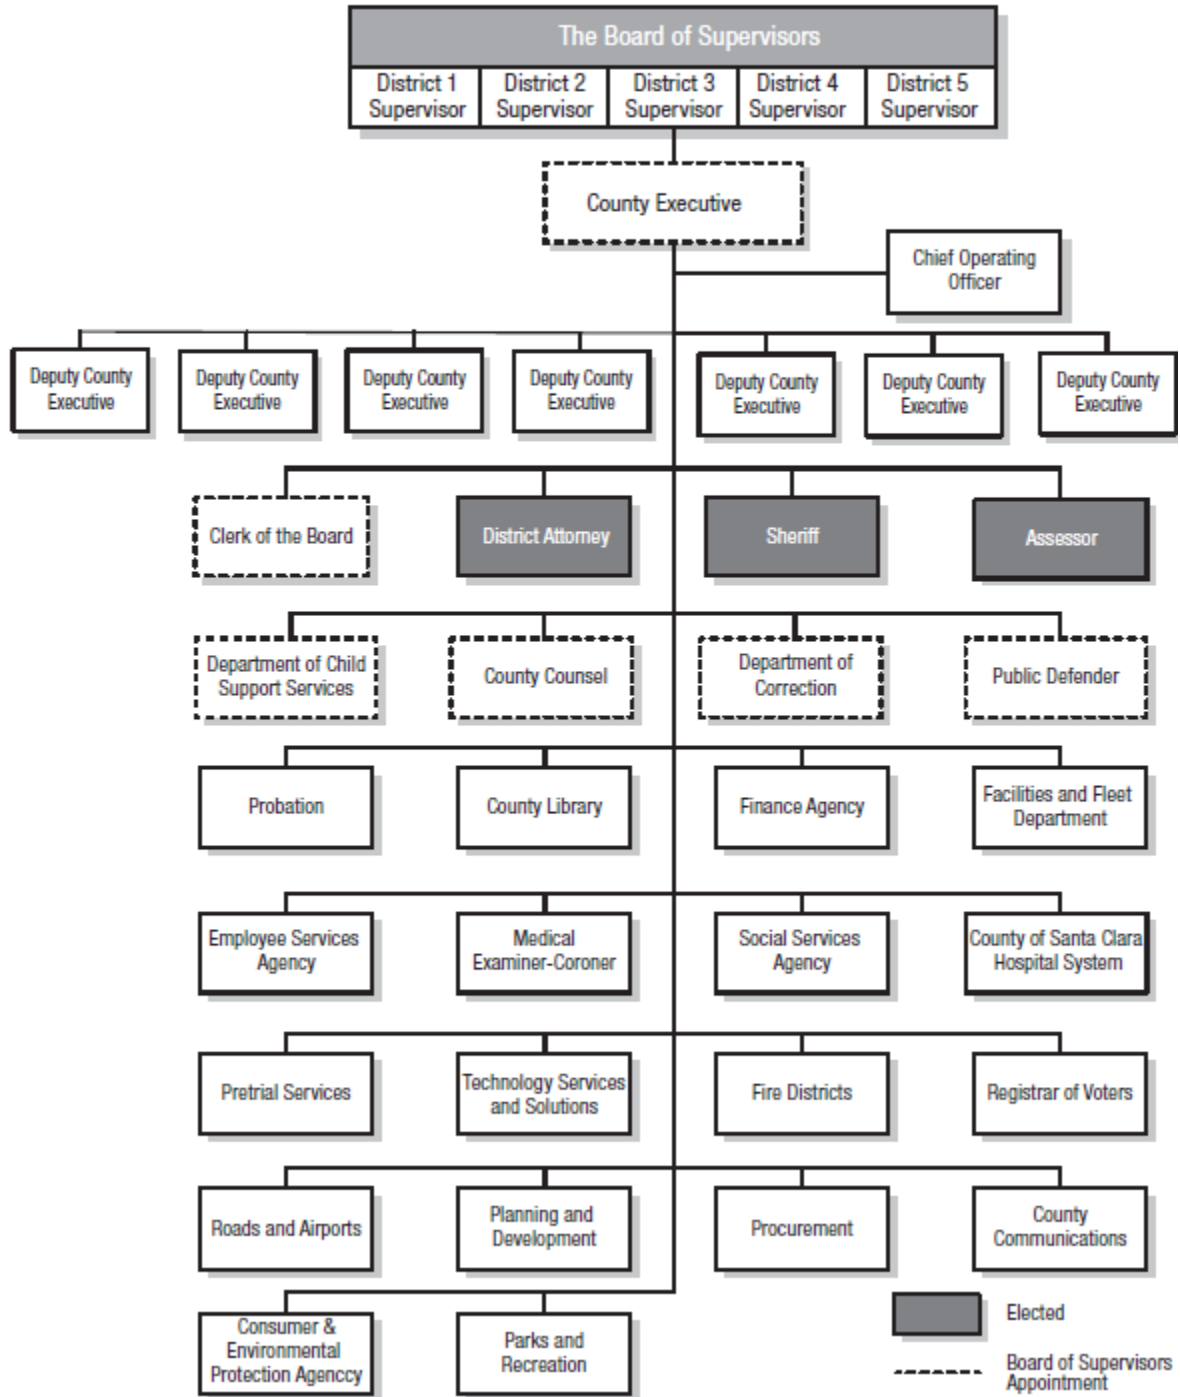 The Board of Supervisors
District 1
Supervisor
District 2
Supervisor
District 3
Supervisor
District 4
Supervisor
District 5
Supervisor
County Executive
Chief Operating
Officer
Deputy County
Executive
Deputy County
Executive
Deputy County
Executive
Deputy County
Executive
Deputy County
Executive
Deputy County
Executive
Deputy County
Executive
Clerk of the Board
District Attorney
Sheriff
Assessor
Department of Child
Support Services
County Counsel
Department of
Correction
Public Defender
Probation
County Library
Finance Agency
Facilities and Fleet
Department
Employee Services
Agency
Medical
Examiner-Coroner
Social Services
Agency
County of Santa Clara
Hospital System
Pretrial Services
Technology Services
and Solutions
Fire Districts
Registrar of Voters
Roads and Airports
Planning and
Development
Procurement
County
Communications
Consumer &
Environmental
Protection Agenccy
Parks and
Recreation
Elected
Board of Supervisors
Appointment